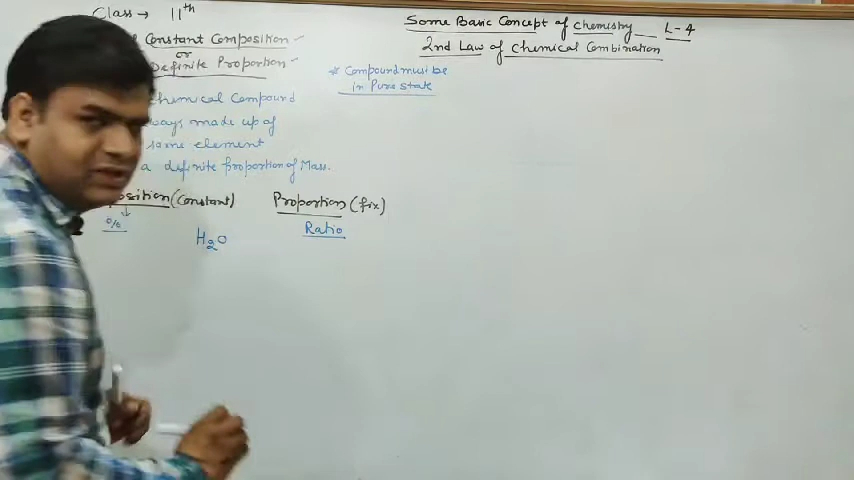 Class → 11th
Some Basic Concept of Chemistry __ L-4
2nd Law of Chemical Combination
Constant Composition -
or
Definite Proportion -
* Compound must be
in Pure state
chemical Compound
made up of
same element
a definite proportion of Mass.
(Constant) Proportion (fix)
↓
% Ratio
H2O